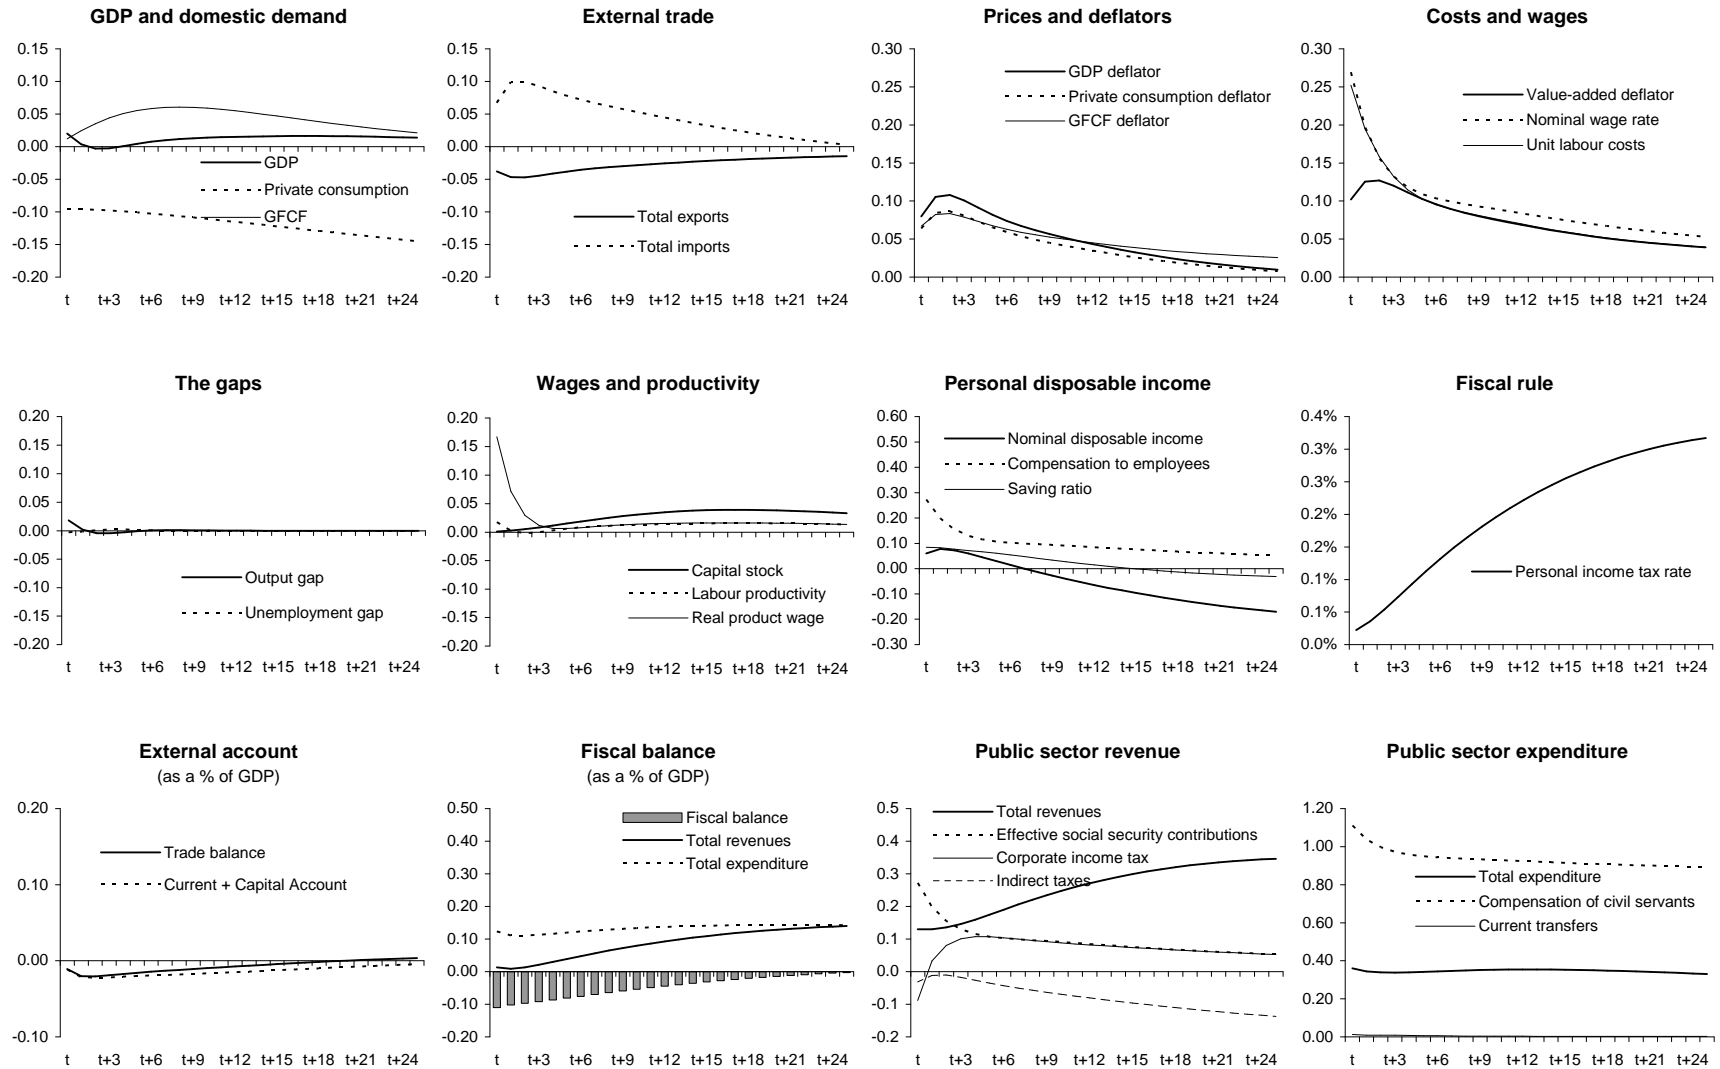 GDP and domestic demand
0.15
0.10
0.05
0.00
-0.05
-0.10
-0.15
-0.20
GDP
Private consumption
GFCF
t t+3 t+6 t+9 t+12 t+15 t+18 t+21 t+24
External trade
0.15
0.10
0.05
0.00
-0.05
-0.10
-0.15
-0.20
Total exports
Total imports
t t+3 t+6 t+9 t+12 t+15 t+18 t+21 t+24
Prices and deflators
0.30
0.25
0.20
0.15
0.10
0.05
0.00
GDP deflator
Private consumption deflator
GFCF deflator
t t+3 t+6 t+9 t+12 t+15 t+18 t+21 t+24
Costs and wages
0.30
0.25
0.20
0.15
0.10
0.05
0.00
Value-added deflator
Nominal wage rate
Unit labour costs
t t+3 t+6 t+9 t+12 t+15 t+18 t+21 t+24
The gaps
0.20
0.15
0.10
0.05
0.00
-0.05
-0.10
-0.15
-0.20
Output gap
Unemployment gap
t t+3 t+6 t+9 t+12 t+15 t+18 t+21 t+24
Wages and productivity
0.20
0.15
0.10
0.05
0.00
-0.05
-0.10
-0.15
-0.20
Capital stock
Labour productivity
Real product wage
t t+3 t+6 t+9 t+12 t+15 t+18 t+21 t+24
Personal disposable income
0.60
0.50
0.40
0.30
0.20
0.10
0.00
-0.10
-0.20
-0.30
Nominal disposable income
Compensation to employees
Saving ratio
t t+3 t+6 t+9 t+12 t+15 t+18 t+21 t+24
Fiscal rule
0.4%
0.3%
0.3%
0.2%
0.2%
0.1%
0.1%
0.0%
Personal income tax rate
t t+3 t+6 t+9 t+12 t+15 t+18 t+21 t+24
External account
(as a % of GDP)
0.20
0.10
0.00
-0.10
Trade balance
Current + Capital Account
t t+3 t+6 t+9 t+12 t+15 t+18 t+21 t+24
Fiscal balance
(as a % of GDP)
0.50
0.40
0.30
0.20
0.10
0.00
-0.10
-0.20
Fiscal balance
Total revenues
Total expenditure
t t+3 t+6 t+9 t+12 t+15 t+18 t+21 t+24
Public sector revenue
0.5
0.4
0.3
0.2
0.1
0.0
-0.1
-0.2
Total revenues
Effective social security contributions
Corporate income tax
Indirect taxes
t t+3 t+6 t+9 t+12 t+15 t+18 t+21 t+24
Public sector expenditure
1.20
1.00
0.80
0.60
0.40
0.20
0.00
Total expenditure
Compensation of civil servants
Current transfers
t t+3 t+6 t+9 t+12 t+15 t+18 t+21 t+24